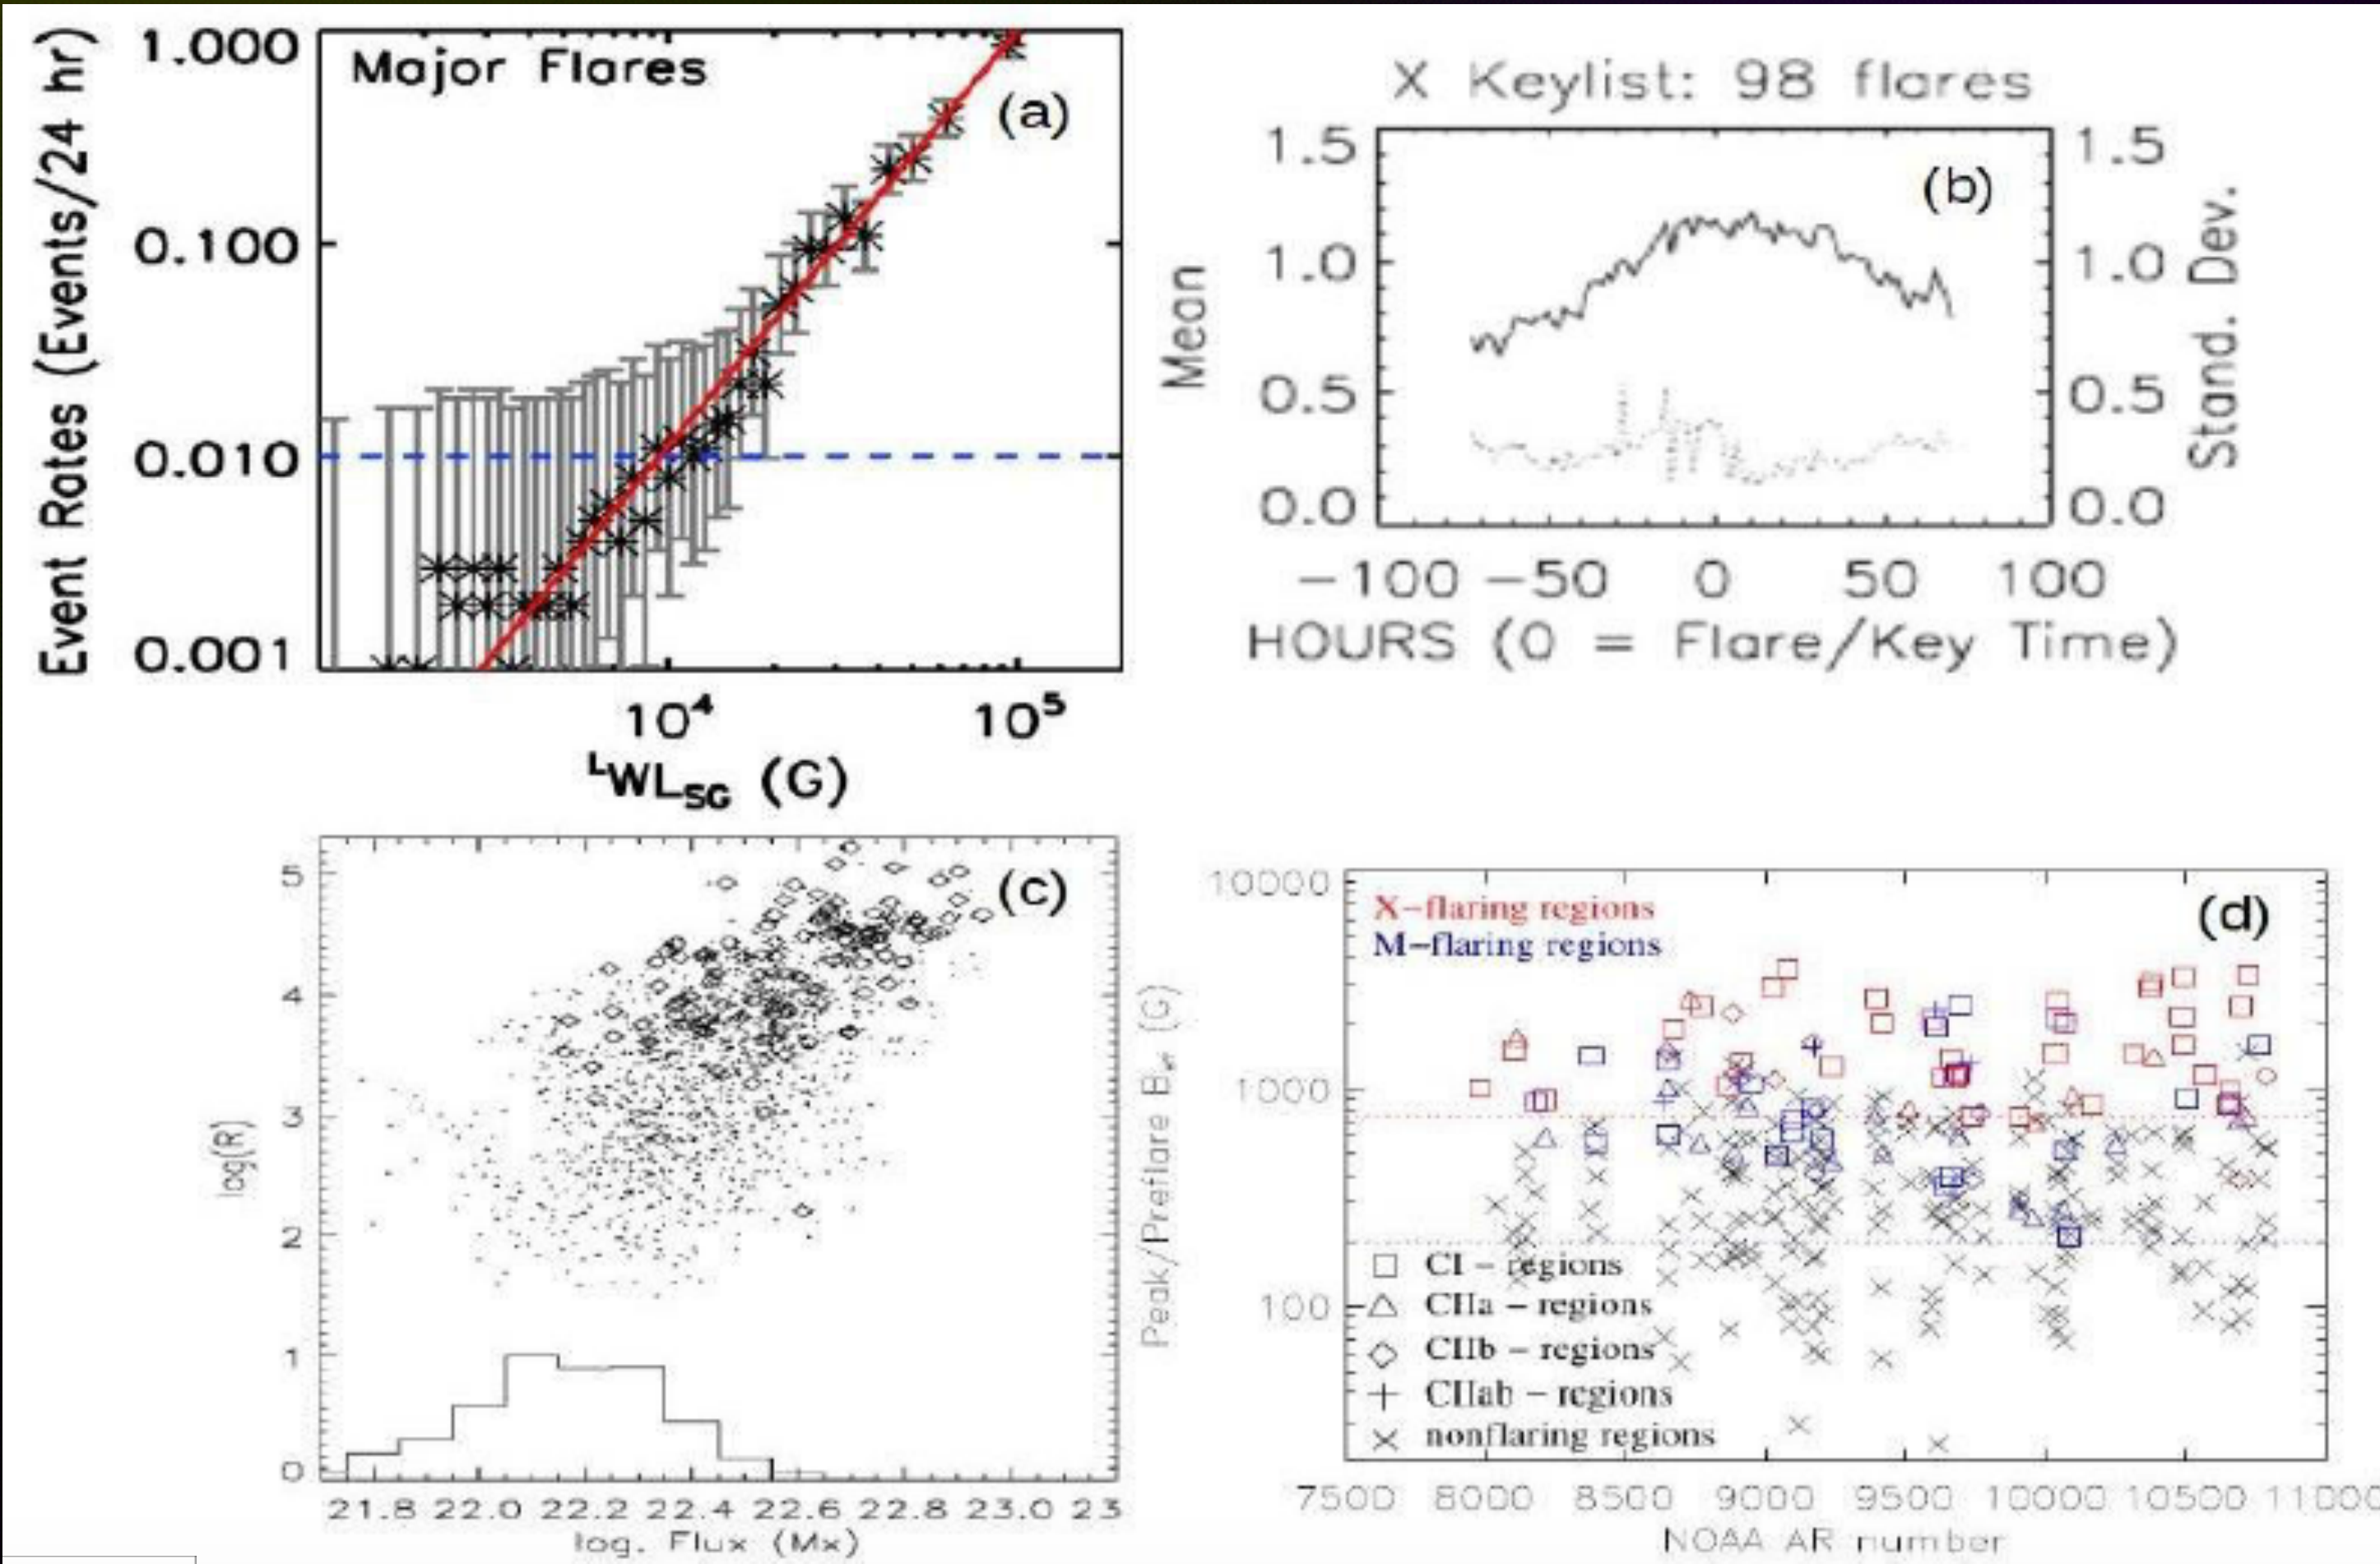 Major Flares
(a)
Event Rates (Events/24 hr)
1.000
0.100
0.010
0.001
10⁴ 10⁵
ᴸWL_SG (G)
X Keylist: 98 flares
(b)
Mean
1.5
1.0
0.5
0.0
Stand. Dev.
1.5
1.0
0.5
0.0
-100 -50 0 50 100
HOURS (0 = Flare/Key Time)
(c)
log(R)
5
4
3
2
1
0
21.8 22.0 22.2 22.4 22.6 22.8 23.0 23
log. Flux (Mx)
(d)
Peak/Preflare B (G)
10000
1000
100
X-flaring regions
M-flaring regions
CI - regions
CIIa - regions
CIIb - regions
CIIab - regions
nonflaring regions
7500 8000 8500 9000 9500 10000 10500 11000
NOAA AR number